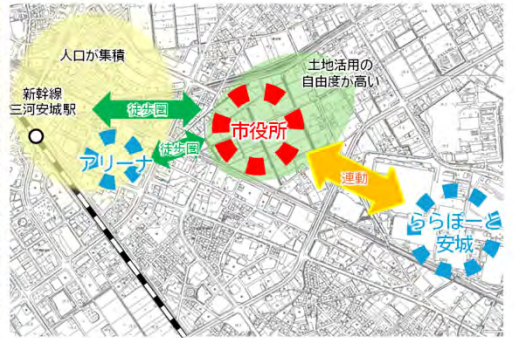 人口が集積
新幹線
三河安城駅
アリーナ
徒歩圏
徒歩圏
市役所
土地活用の
自由度が高い
連動
ららぽーと
安城